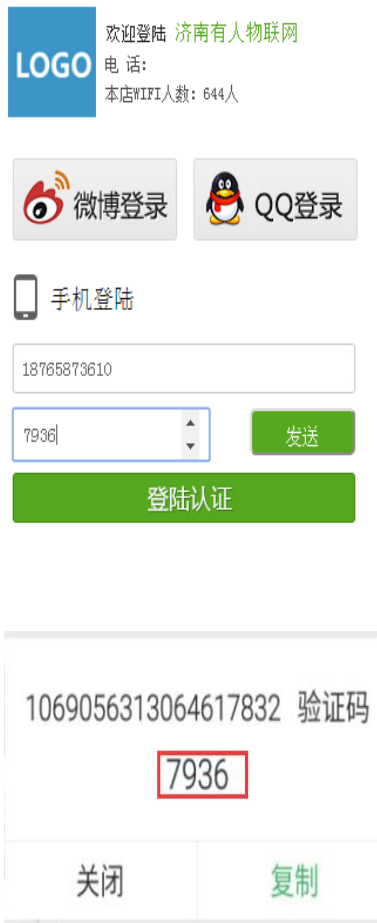 LOGO
欢迎登陆 济南有人物联网
电 话:
本店WIFI人数: 644人
微博登录
QQ登录
手机登陆
18765873610
7936
发送
登陆认证
1069056313064617832 验证码
7936
关闭
复制